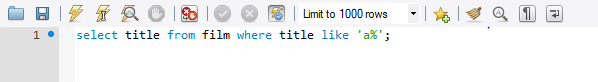 Limit to 1000 rows
1
select title from film where title like 'a%';